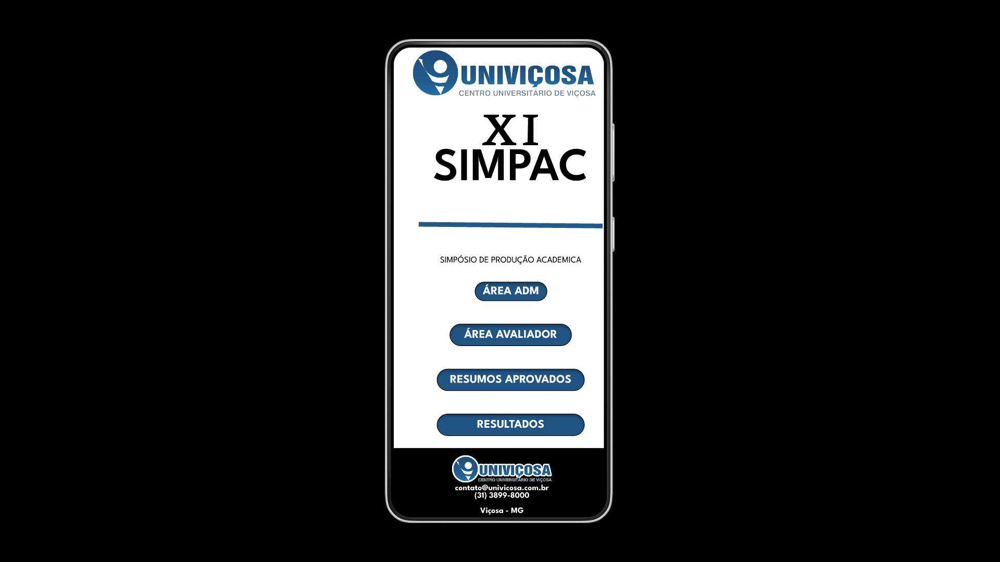 UNIVIÇOSA
CENTRO UNIVERSITÁRIO DE VIÇOSA
XI
SIMPAC
SIMPÓSIO DE PRODUÇÃO ACADEMICA
ÁREA ADM
ÁREA AVALIADOR
RESUMOS APROVADOS
RESULTADOS
UNIVIÇOSA
CENTRO UNIVERSITÁRIO DE VIÇOSA
contato@univicosa.com.br
(31) 3899-8000
Viçosa - MG